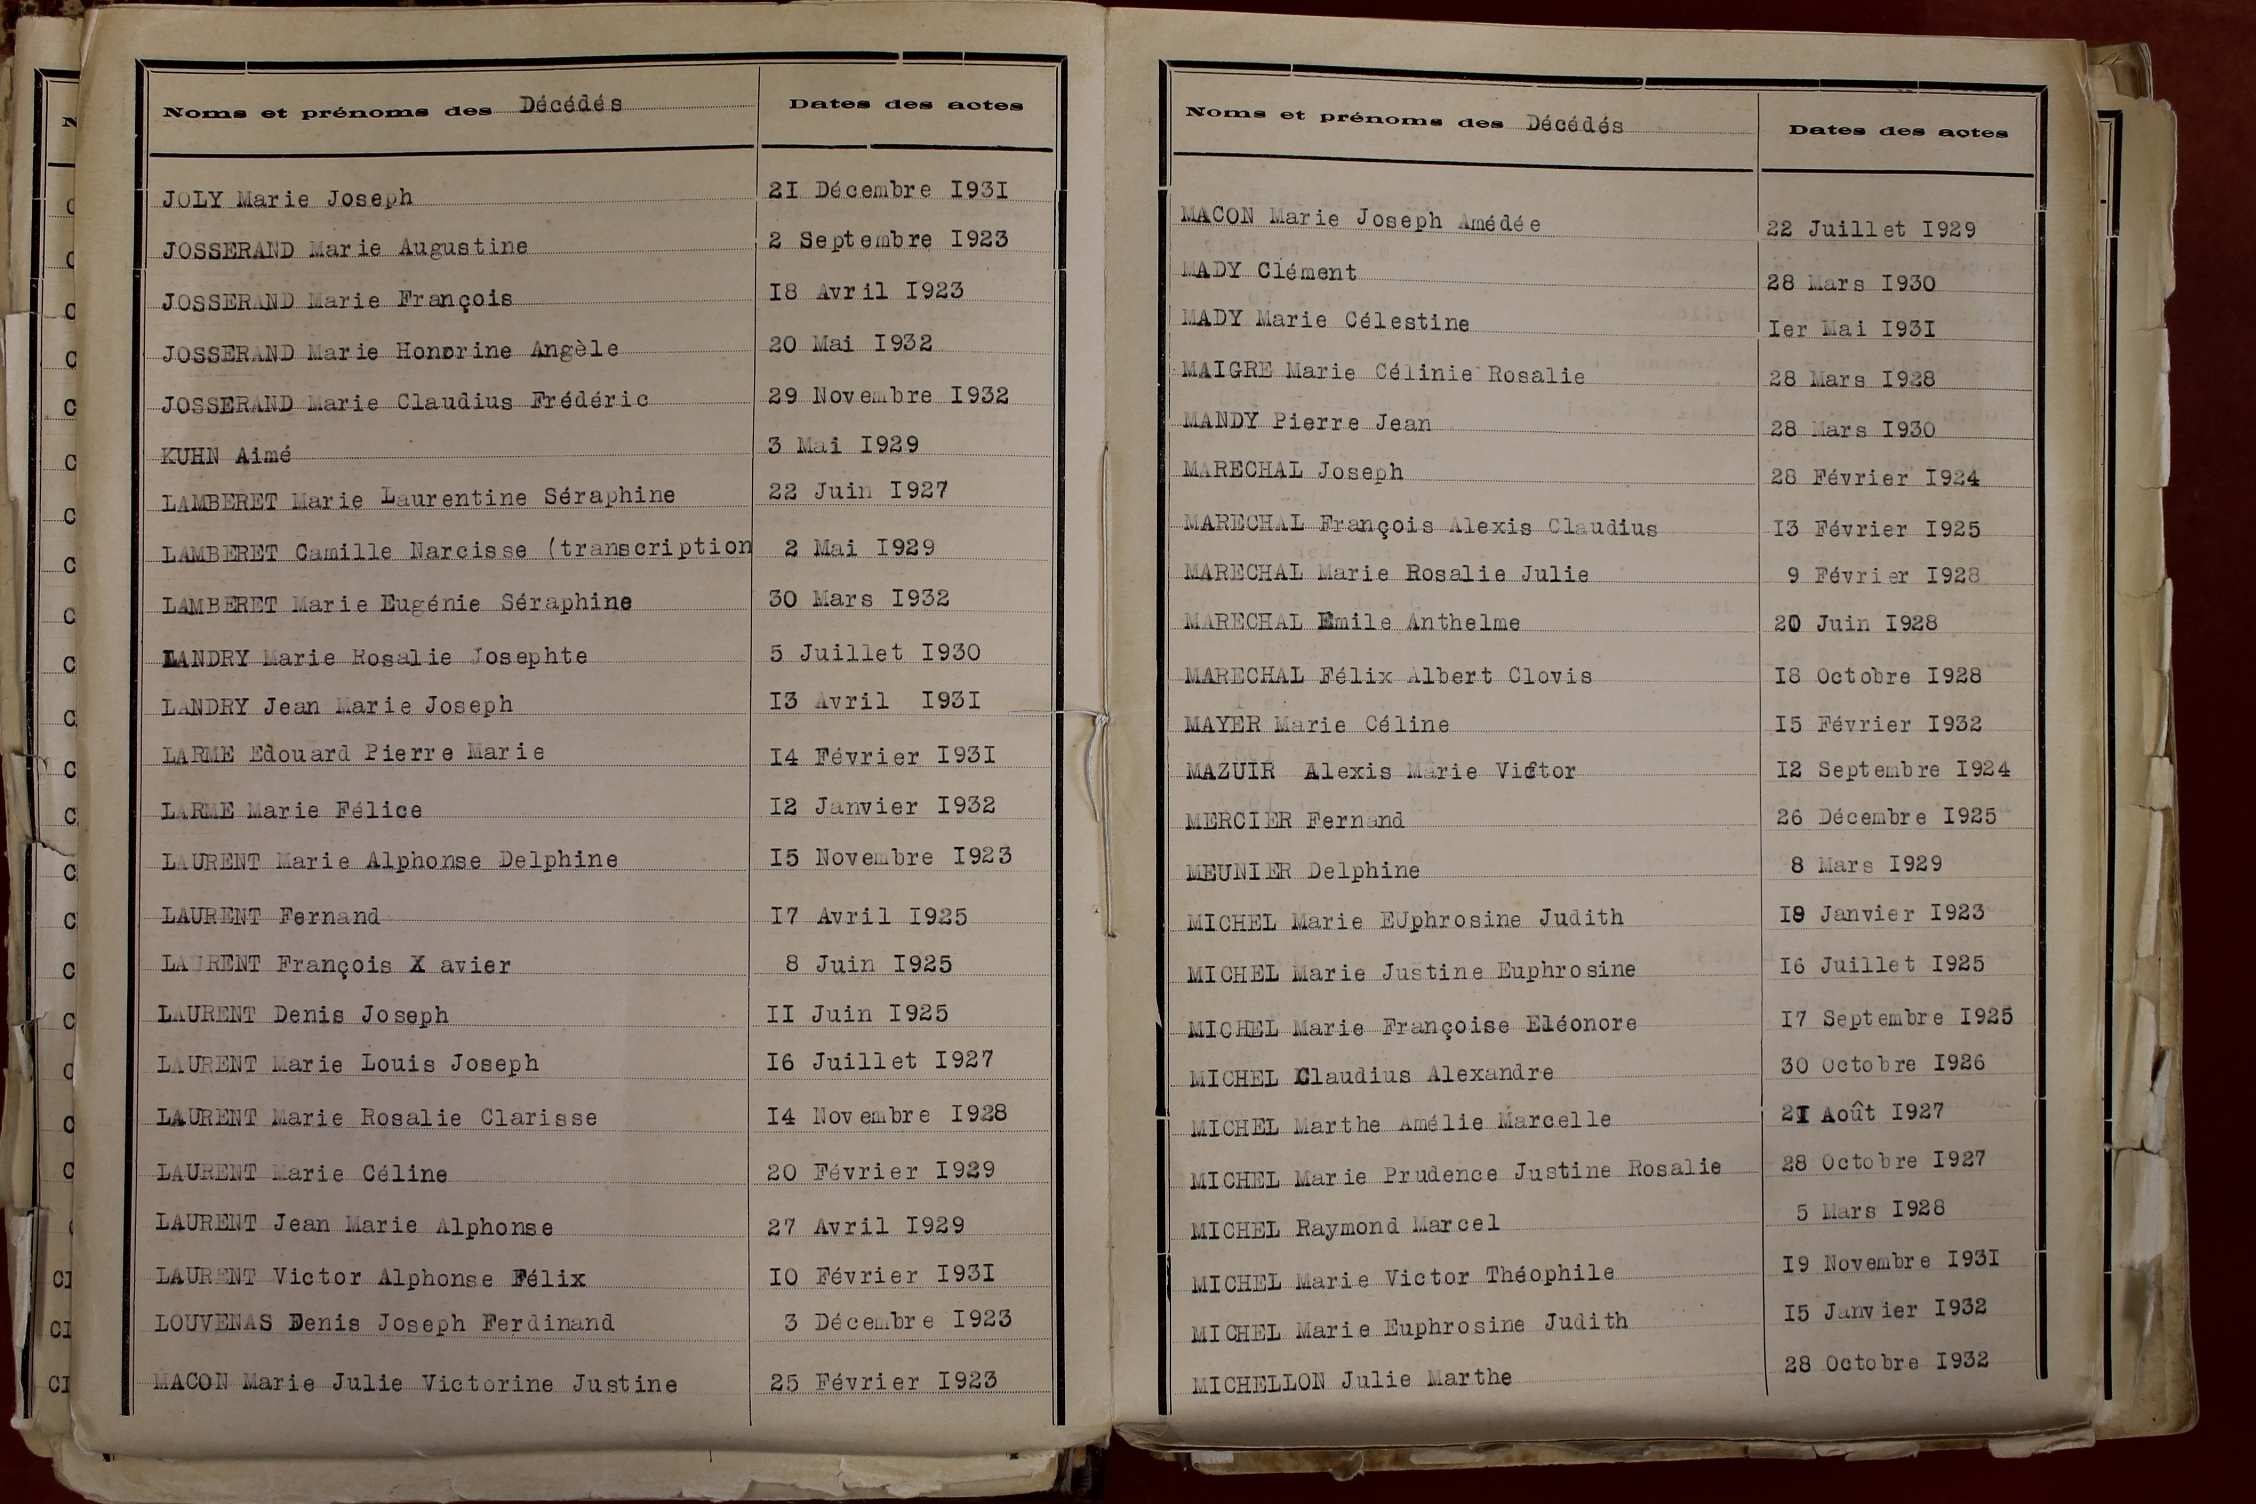 Noms et prénoms des Décédés Dates des actes
JOLY Marie Joseph 21 Décembre 1931
JOSSERAND Marie Augustine 2 Septembre 1923
JOSSERAND Marie François 18 Avril 1923
JOSSERAND Marie Honorine Angèle 20 Mai 1932
JOSSERAND Marie Claudius Frédéric 29 Novembre 1932
KUHN Aimé 3 Mai 1929
LAMBERET Marie Laurentine Séraphine 22 Juin 1927
LAMBERET Camille Narcisse (transcription 2 Mai 1929
LAMBERET Marie Eugénie Séraphine 30 Mars 1932
LANDRY Marie Rosalie Josephte 5 Juillet 1930
LANDRY Jean Marie Joseph 13 Avril 1931
LARME Edouard Pierre Marie 14 Février 1931
LARME Marie Félice 12 Janvier 1932
LAURENT Marie Alphonse Delphine 15 Novembre 1923
LAURENT Fernand 17 Avril 1925
LAURENT François X avier 8 Juin 1925
LAURENT Denis Joseph 11 Juin 1925
LAURENT Marie Louis Joseph 16 Juillet 1927
LAURENT Marie Rosalie Clarisse 14 Novembre 1928
LAURENT Marie Céline 20 Février 1929
LAURENT Jean Marie Alphonse 27 Avril 1929
LAURENT Victor Alphonse Félix 10 Février 1931
LOUVENAS Denis Joseph Ferdinand 3 Décembre 1923
MACON Marie Julie Victorine Justine 25 Février 1923
Noms et prénoms des Décédés Dates des actes
MACON Marie Joseph Amédée 22 Juillet 1929
MADY Clément 28 Mars 1930
MADY Marie Célestine 1er Mai 1931
MAIGRE Marie Célinie Rosalie 28 Mars 1928
MANDY Pierre Jean 28 Mars 1930
MARECHAL Joseph 28 Février 1924
MARECHAL François Alexis Claudius 13 Février 1925
MARECHAL Marie Rosalie Julie 9 Février 1928
MARECHAL Emile Anthelme 20 Juin 1928
MARECHAL Félix Albert Clovis 18 Octobre 1928
MAYER Marie Céline 15 Février 1932
MAZUIR Alexis Marie Victor 12 Septembre 1924
MERCIER Fernand 26 Décembre 1925
MEUNIER Delphine 8 Mars 1929
MICHEL Marie EUphrosine Judith Janvier 1923
MICHEL Marie Justine Euphrosine 16 Juillet 1925
MICHEL Marie Françoise Eléonore 17 Septembre 1925
MICHEL Claudius Alexandre 30 Octobre 1926
MICHEL Marthe Amélie Marcelle 21 Août 1927
MICHEL Marie Prudence Justine Rosalie 28 Octobre 1927
MICHEL Raymond Marcel 5 Mars 1928
MICHEL Marie Victor Théophile 19 Novembre 1931
MICHEL Marie Euphrosine Judith 15 Janvier 1932
MICHELLON Julie Marthe 28 Octobre 1932